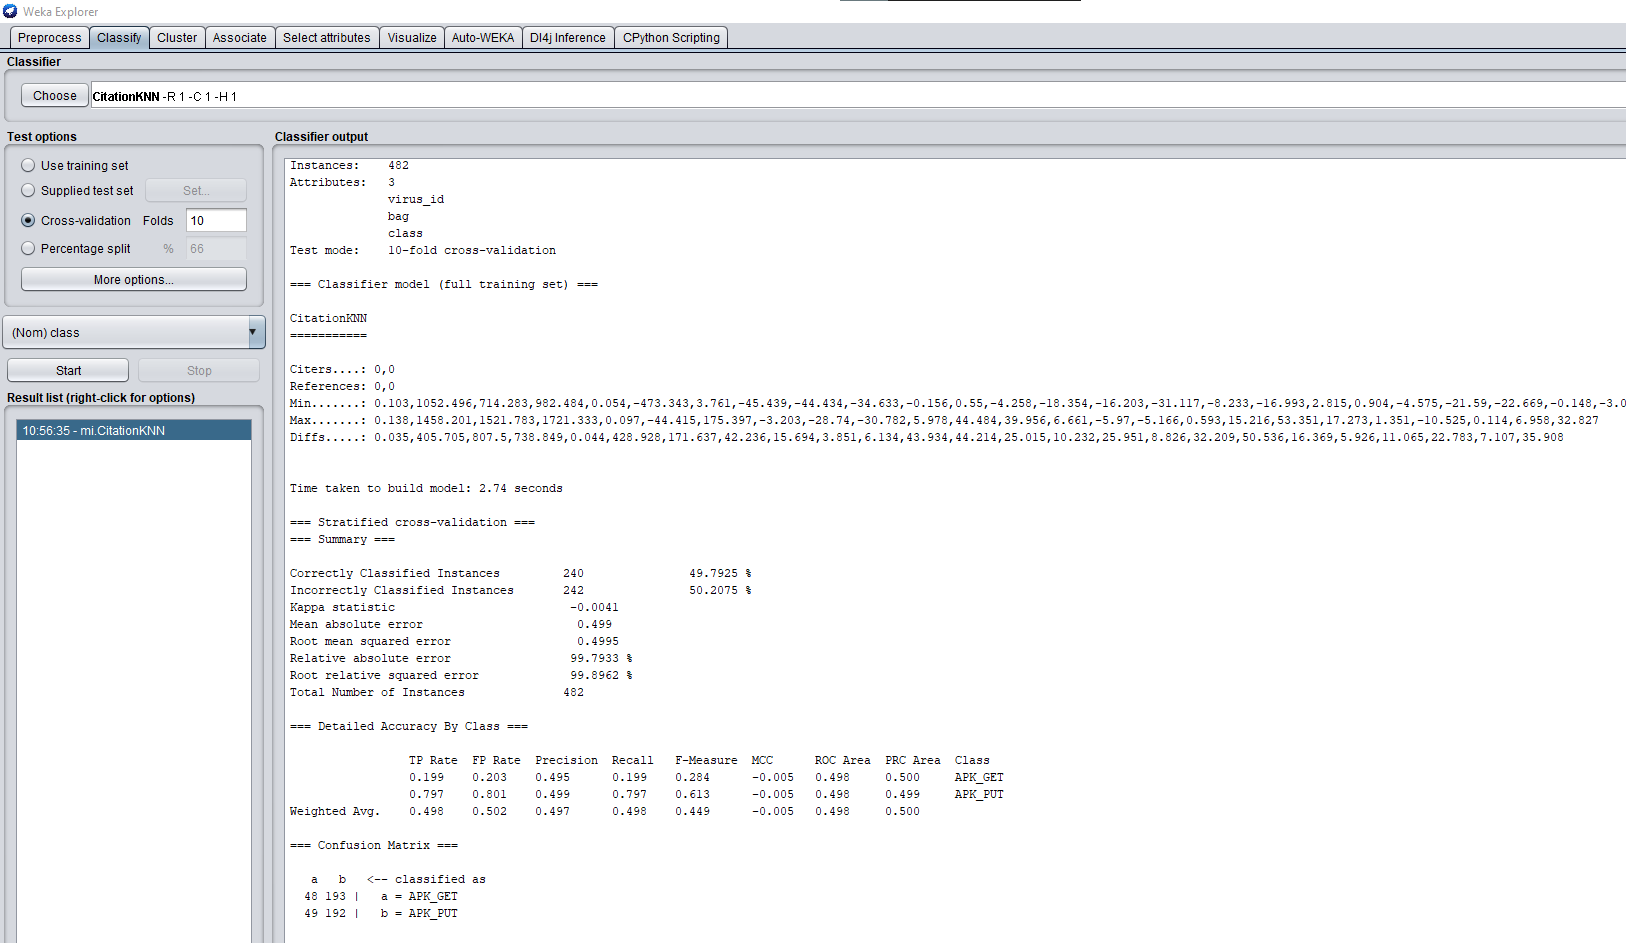 Weka Explorer
Preprocess Classify Cluster Associate Select attributes Visualize Auto-WEKA Dl4j Inference CPython Scripting
Classifier
Choose CitationKNN -R 1 -C 1 -H 1
Test options
Use training set
Supplied test set Set...
Cross-validation Folds 10
Percentage split % 66
More options...
(Nom) class
Start Stop
Result list (right-click for options)
10:56:35 - mi.CitationKNN
Classifier output
Instances: 482
Attributes: 3
virus_id
bag
class
Test mode: 10-fold cross-validation
=== Classifier model (full training set) ===
CitationKNN
===========
Citers....: 0,0
References: 0,0
Min.......: 0.103,1052.496,714.283,982.484,0.054,-473.343,3.761,-45.439,-44.434,-34.633,-0.156,0.55,-4.258,-18.354,-16.203,-31.117,-8.233,-16.993,2.815,0.904,-4.575,-21.59,-22.669,-0.148,-3.0
Max.......: 0.138,1458.201,1521.783,1721.333,0.097,-44.415,175.397,-3.203,-28.74,-30.782,5.978,44.484,39.956,6.661,-5.97,-5.166,0.593,15.216,53.351,17.273,1.351,-10.525,0.114,6.958,32.827
Diffs.....: 0.035,405.705,807.5,738.849,0.044,428.928,171.637,42.236,15.694,3.851,6.134,43.934,44.214,25.015,10.232,25.951,8.826,32.209,50.536,16.369,5.926,11.065,22.783,7.107,35.908
Time taken to build model: 2.74 seconds
=== Stratified cross-validation ===
=== Summary ===
Correctly Classified Instances 240 49.7925 %
Incorrectly Classified Instances 242 50.2075 %
Kappa statistic -0.0041
Mean absolute error 0.499
Root mean squared error 0.4995
Relative absolute error 99.7933 %
Root relative squared error 99.8962 %
Total Number of Instances 482
=== Detailed Accuracy By Class ===
TP Rate FP Rate Precision Recall F-Measure MCC ROC Area PRC Area Class
0.199 0.203 0.495 0.199 0.284 -0.005 0.498 0.500 APK_GET
0.797 0.801 0.499 0.797 0.613 -0.005 0.498 0.499 APK_PUT
Weighted Avg. 0.498 0.502 0.497 0.498 0.449 -0.005 0.498 0.500
=== Confusion Matrix ===
a b <-- classified as
48 193 | a = APK_GET
49 192 | b = APK_PUT